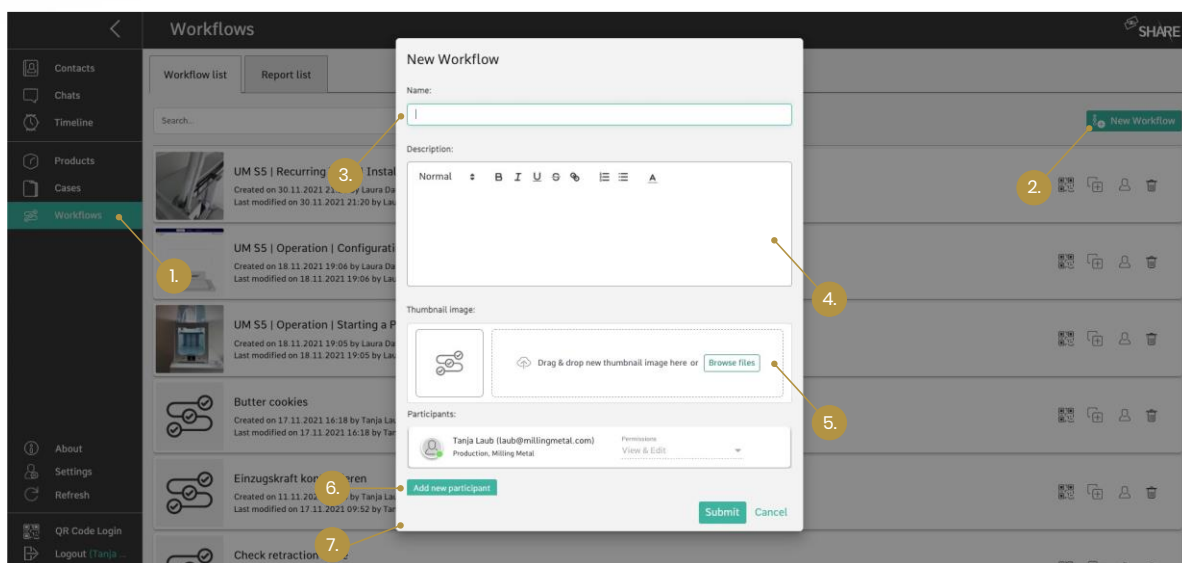 Workflows
SHARE
Contacts
Chats
Timeline
Products
Cases
Workflows
About
Settings
Refresh
QR Code Login
Logout (Tanja ...
Workflow list
Report list
Search...
New Workflow
UM S5 | Recurring
Instal
Created on 30.11.2021
by Laura Da
Last modified on 30.11.2021 21:20 by Lau
UM S5 | Operation | Configurati
Created on 18.11.2021 19:06 by Laura Da
Last modified on 18.11.2021 19:06 by Lau
UM S5 | Operation | Starting a P
Created on 18.11.2021 19:05 by Laura Da
Last modified on 18.11.2021 19:05 by Lau
Butter cookies
Created on 17.11.2021 16:18 by Tanja Lau
Last modified on 17.11.2021 16:18 by Tan
Einzugskraft
Created on 11.11.
by Tanja Lau
Last modified on 17.11.2021 09:52 by Tan
Check retraction
New Workflow
Name:
Description:
Normal B I U S A
Thumbnail image:
Drag & drop new thumbnail image here or Browse files
Participants:
Tanja Laub (laub@millingmetal.com)
Production, Milling Metal
Permissions
View & Edit
Add new participant
Submit Cancel
1.
2.
3.
4.
5.
6.
7.